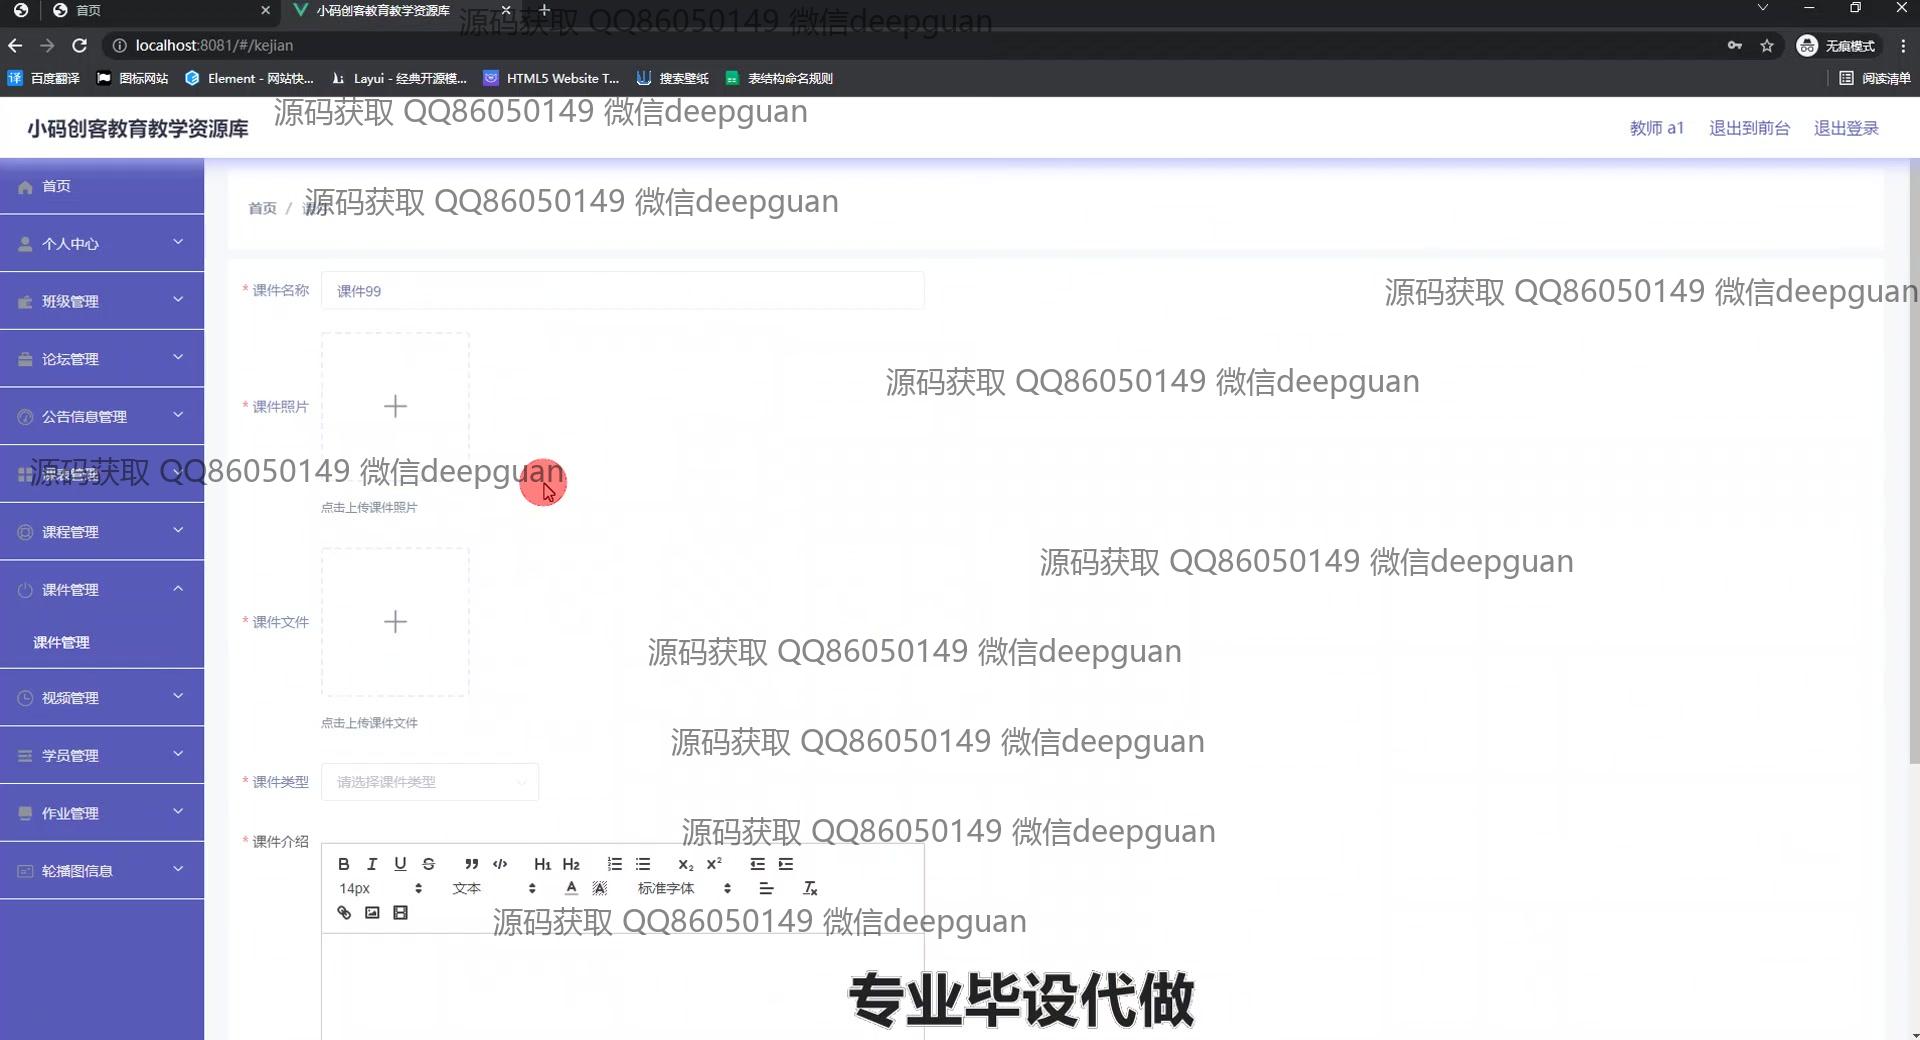 首页
小码创客教育教学资源库
源码获取 QQ86050149 微信deepguan
localhost:8081/#/kejian
无痕模式
百度翻译
图标网站
Element - 网站快...
Layui - 经典开源模...
HTML5 Website T...
搜索壁纸
表结构命名规则
阅读清单
小码创客教育教学资源库
源码获取 QQ86050149 微信deepguan
教师 a1
退出到前台
退出登录
首页
个人中心
班级管理
论坛管理
公告信息管理
源码获取 QQ86050149 微信deepguan
课程管理
课件管理
课件管理
视频管理
学员管理
作业管理
轮播图信息
首页 /
源码获取 QQ86050149 微信deepguan
* 课件名称
课件99
源码获取 QQ86050149 微信deepguan
源码获取 QQ86050149 微信deepguan
* 课件照片
点击上传课件照片
源码获取 QQ86050149 微信deepguan
* 课件文件
源码获取 QQ86050149 微信deepguan
点击上传课件文件
源码获取 QQ86050149 微信deepguan
* 课件类型
请选择课件类型
源码获取 QQ86050149 微信deepguan
* 课件介绍
B I U S H1 H2 X2 X2
14px 文本 A A 标准字体
源码获取 QQ86050149 微信deepguan
专业毕设代做